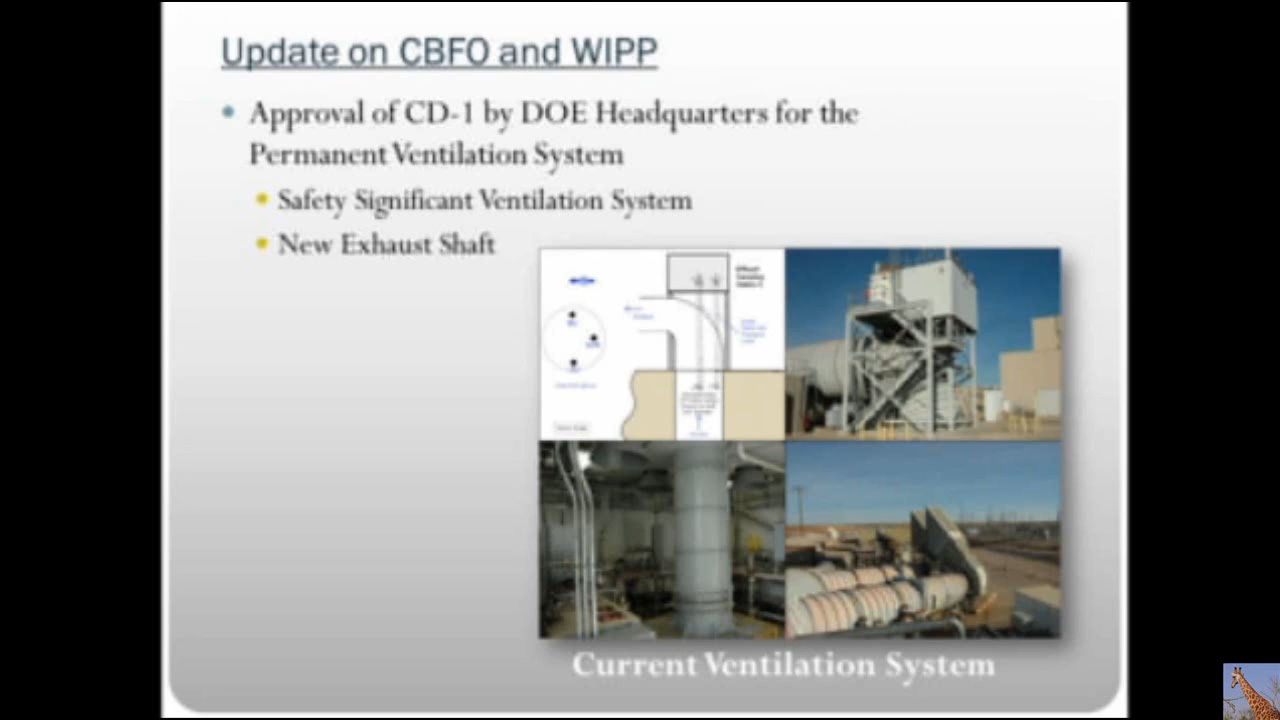 Update on CBFO and WIPP
Approval of CD-1 by DOE Headquarters for the
Permanent Ventilation System
Safety Significant Ventilation System
New Exhaust Shaft
Current Ventilation System